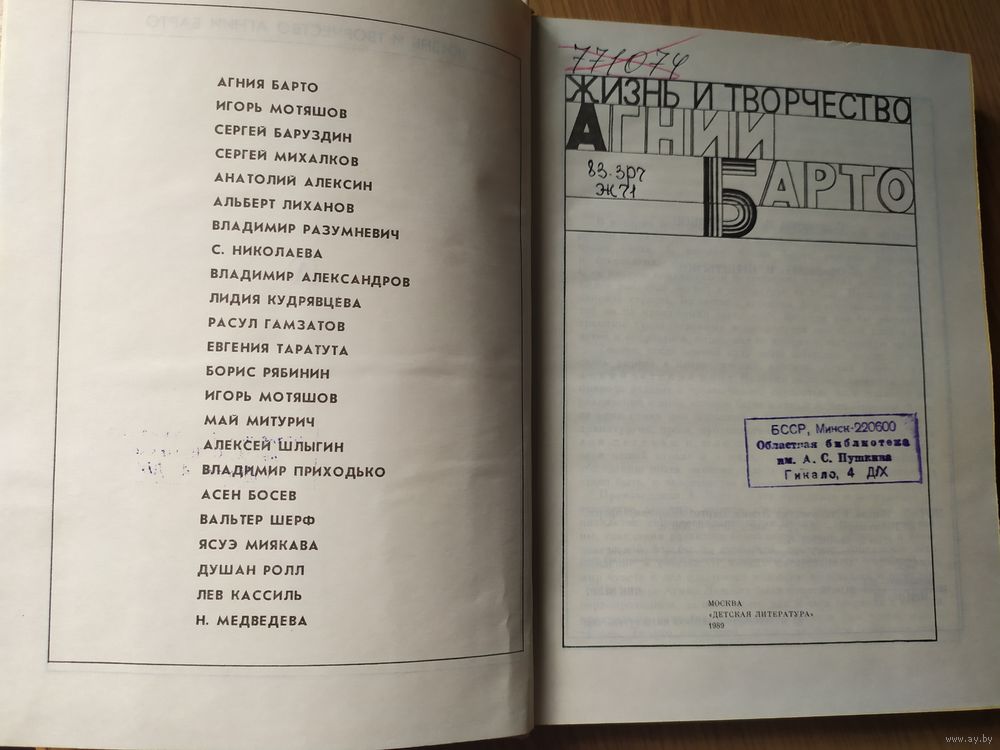 АГНИЯ БАРТО
ИГОРЬ МОТЯШОВ
СЕРГЕЙ БАРУЗДИН
СЕРГЕЙ МИХАЛКОВ
АНАТОЛИЙ АЛЕКСИН
АЛЬБЕРТ ЛИХАНОВ
ВЛАДИМИР РАЗУМНЕВИЧ
С. НИКОЛАЕВА
ВЛАДИМИР АЛЕКСАНДРОВ
ЛИДИЯ КУДРЯВЦЕВА
РАСУЛ ГАМЗАТОВ
ЕВГЕНИЯ ТАРАТУТА
БОРИС РЯБИНИН
ИГОРЬ МОТЯШОВ
МАЙ МИТУРИЧ
АЛЕКСЕЙ ШЛЫГИН
ВЛАДИМИР ПРИХОДЬКО
АСЕН БОСЕВ
ВАЛЬТЕР ШЕРФ
ЯСУЭ МИЯКАВА
ДУШАН РОЛЛ
ЛЕВ КАССИЛЬ
Н. МЕДВЕДЕВА
771074
ЖИЗНЬ И ТВОРЧЕСТВО
АГНИИ
БАРТО
83.3Р7
Ж71
БССР, Минск-220600
Областная библиотека
им. А. С. Пушкина
Гикало, 4 Д/Х
МОСКВА
«ДЕТСКАЯ ЛИТЕРАТУРА»
1989
www.ay.by